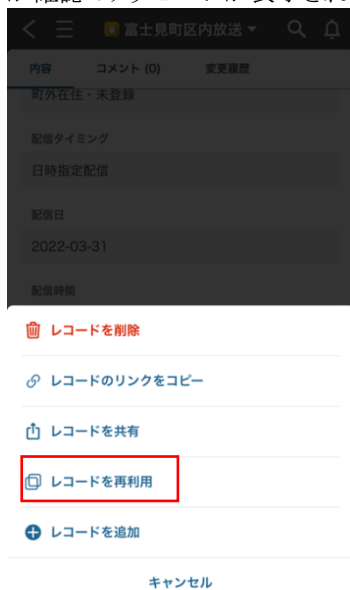 富士見町区内放送
内容 コメント (0) 変更履歴
町外在住・未登録
配信タイミング
日時指定配信
配信日
2022-03-31
配信時間
レコードを削除
レコードのリンクをコピー
レコードを共有
レコードを再利用
レコードを追加
キャンセル